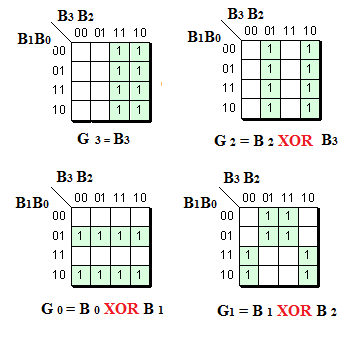 B3 B2
B1B0
00 01 11 10
00 1 1
01 1 1
11 1 1
10 1 1
G 3 = B3
B3 B2
B1B0
00 01 11 10
00 1 1
01 1 1
11 1 1
10 1 1
G 2 = B 2 XOR B3
B3 B2
B1B0
00 01 11 10
00
01 1 1 1 1
11
10 1 1 1 1
G 0 = B 0 XOR B 1
B3 B2
B1B0
00 01 11 10
00 1 1
01 1 1
11 1 1
10 1 1
G1 = B 1 XOR B 2